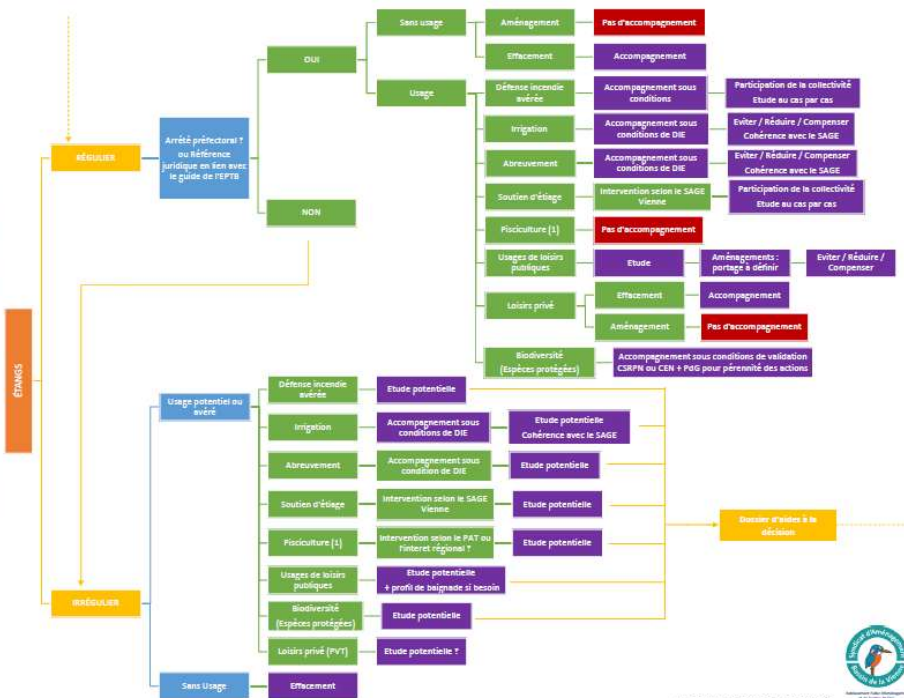 ÉTANGS
RÉGULIER
Arrêté préfectoral ?
ou Référence
juridique en lien avec
le guide de l'EPTB
OUI
Sans usage
Aménagement
Pas d'accompagnement
Effacement
Accompagnement
Usage
Défense incendie
avérée
Accompagnement sous
conditions
Participation de la collectivité
Etude au cas par cas
Irrigation
Accompagnement sous
conditions de DIE
Eviter / Réduire / Compenser
Cohérence avec le SAGE
Abreuvement
Accompagnement sous
conditions de DIE
Eviter / Réduire / Compenser
Cohérence avec le SAGE
Soutien d'étiage
Intervention selon le SAGE
Vienne
Participation de la collectivité
Etude au cas par cas
Pisciculture (1)
Pas d'accompagnement
Usages de loisirs
publiques
Etude
Aménagements :
portage à définir
Eviter / Réduire /
Compenser
Loisirs privé
Effacement
Accompagnement
Aménagement
Pas d'accompagnement
Biodiversité
(Espèces protégées)
Accompagnement sous conditions de validation
CSRPN ou CEN + PdG pour pérennité des actions
NON
IRRÉGULIER
Usage potentiel ou
avéré
Défense incendie
avérée
Etude potentielle
Irrigation
Accompagnement sous
conditions de DIE
Etude potentielle
Cohérence avec le SAGE
Abreuvement
Accompagnement sous
condition de DIE
Etude potentielle
Soutien d'étiage
Intervention selon le SAGE
Vienne
Etude potentielle
Pisciculture (1)
Intervention selon le PAT ou
l'interet régional ?
Etude potentielle
Usages de loisirs
publiques
Etude potentielle
+ profil de baignade si besoin
Biodiversité
(Espèces protégées)
Etude potentielle
Loisirs privé (PVT)
Etude potentielle ?
Sans Usage
Effacement
Dossier d'aides à la
décision
Syndicat d'Aménagement
Bassin de la Vienne